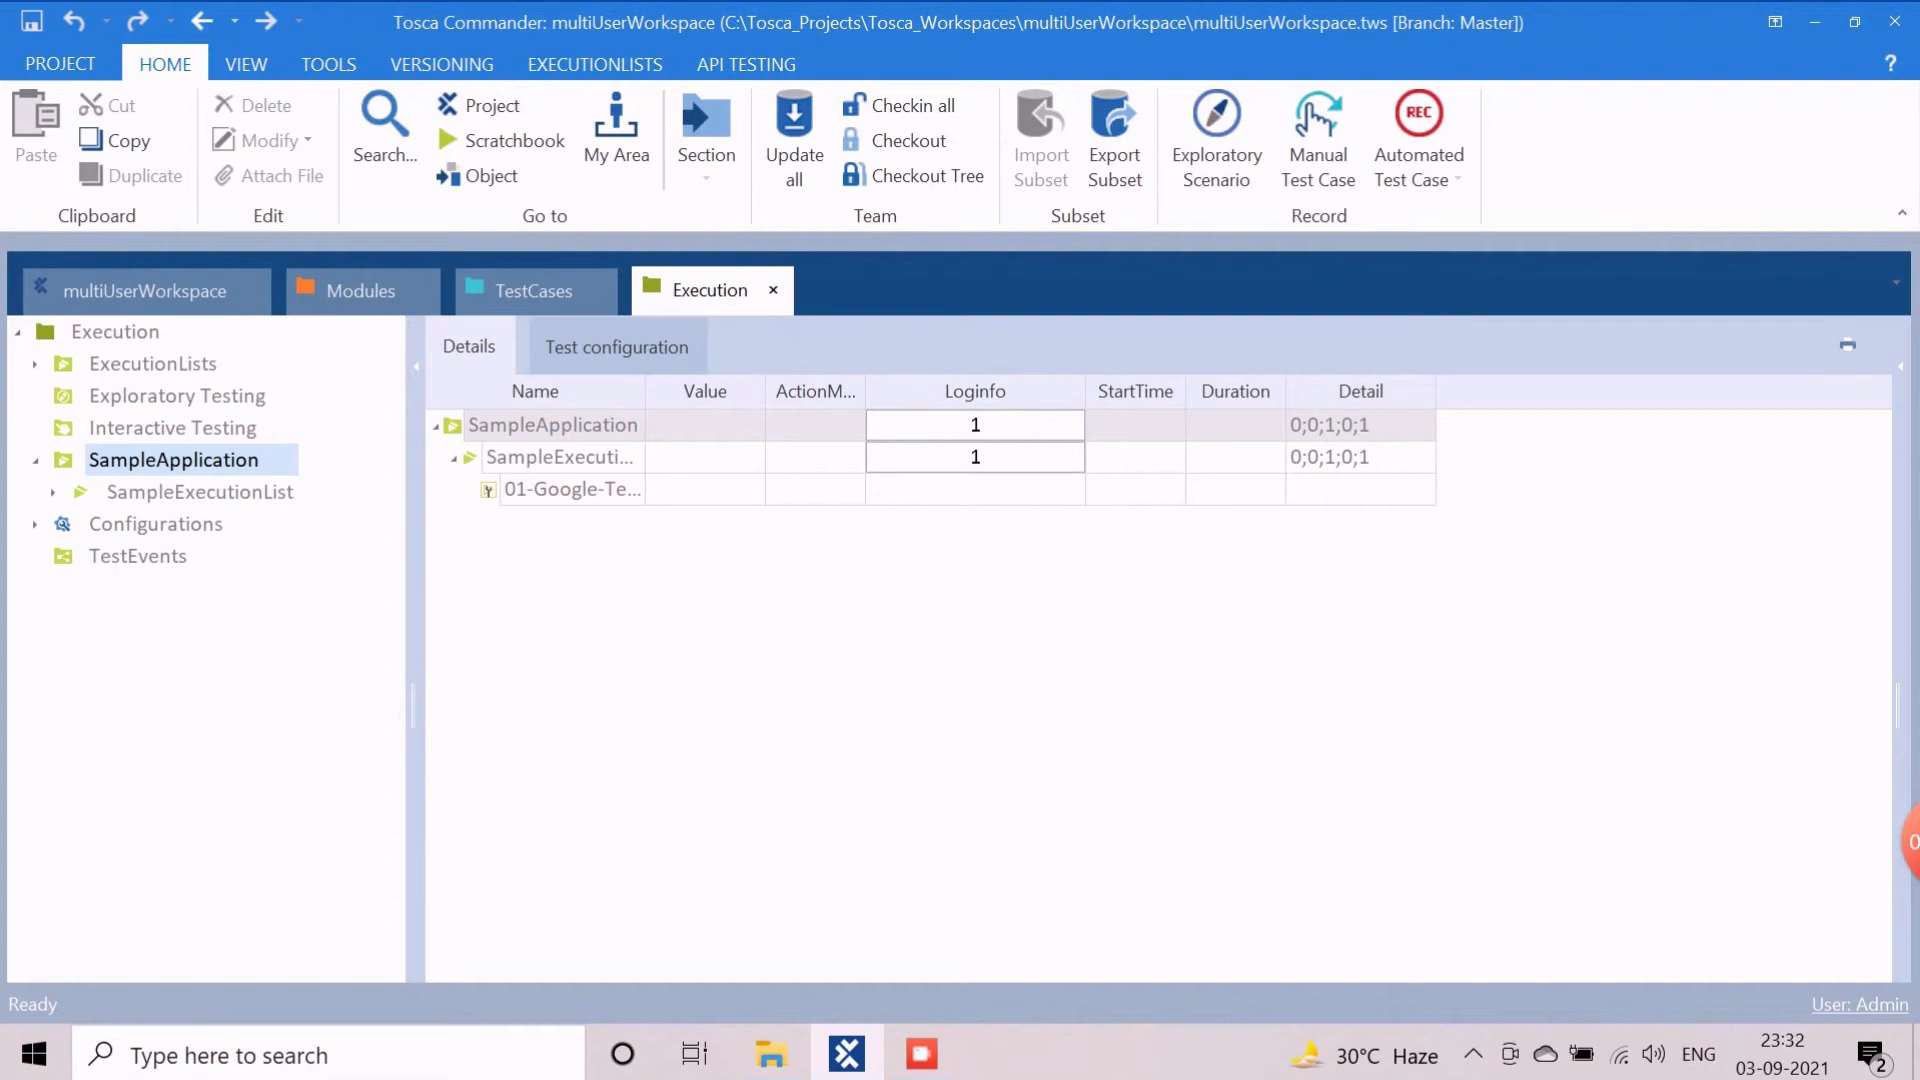 Tosca Commander: multiUserWorkspace (C:\Tosca_Projects\Tosca_Workspaces\multiUserWorkspace\multiUserWorkspace.tws [Branch: Master])
PROJECT HOME VIEW TOOLS VERSIONING EXECUTIONLISTS API TESTING ?
Paste
Cut
Copy
Duplicate
Clipboard
Delete
Modify
Attach File
Edit
Search...
Project
Scratchbook
Object
My Area
Section
Go to
Update all
Checkin all
Checkout
Checkout Tree
Team
Import Subset
Export Subset
Subset
Exploratory Scenario
Manual Test Case
REC
Automated Test Case
Record
multiUserWorkspace Modules TestCases Execution ×
Execution
ExecutionLists
Exploratory Testing
Interactive Testing
SampleApplication
SampleExecutionList
Configurations
TestEvents
Details Test configuration
Name Value ActionM... Loginfo StartTime Duration Detail
SampleApplication 1 0;0;1;0;1
SampleExecuti... 1 0;0;1;0;1
01-Google-Te...
0
Ready User: Admin
Type here to search
30°C Haze
ENG
23:32
03-09-2021
2